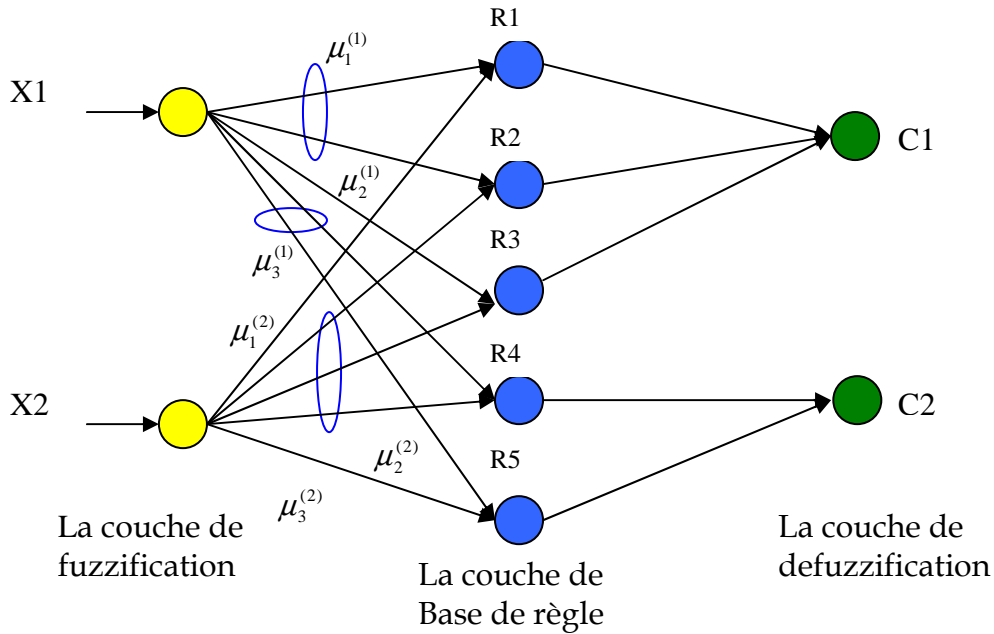 R1
μ₁⁽¹⁾
X1
R2
C1
μ₂⁽¹⁾
R3
μ₃⁽¹⁾
μ₁⁽²⁾
R4
X2
C2
μ₂⁽²⁾
R5
μ₃⁽²⁾
La couche de
fuzzification
La couche de
Base de règle
La couche de
defuzzification